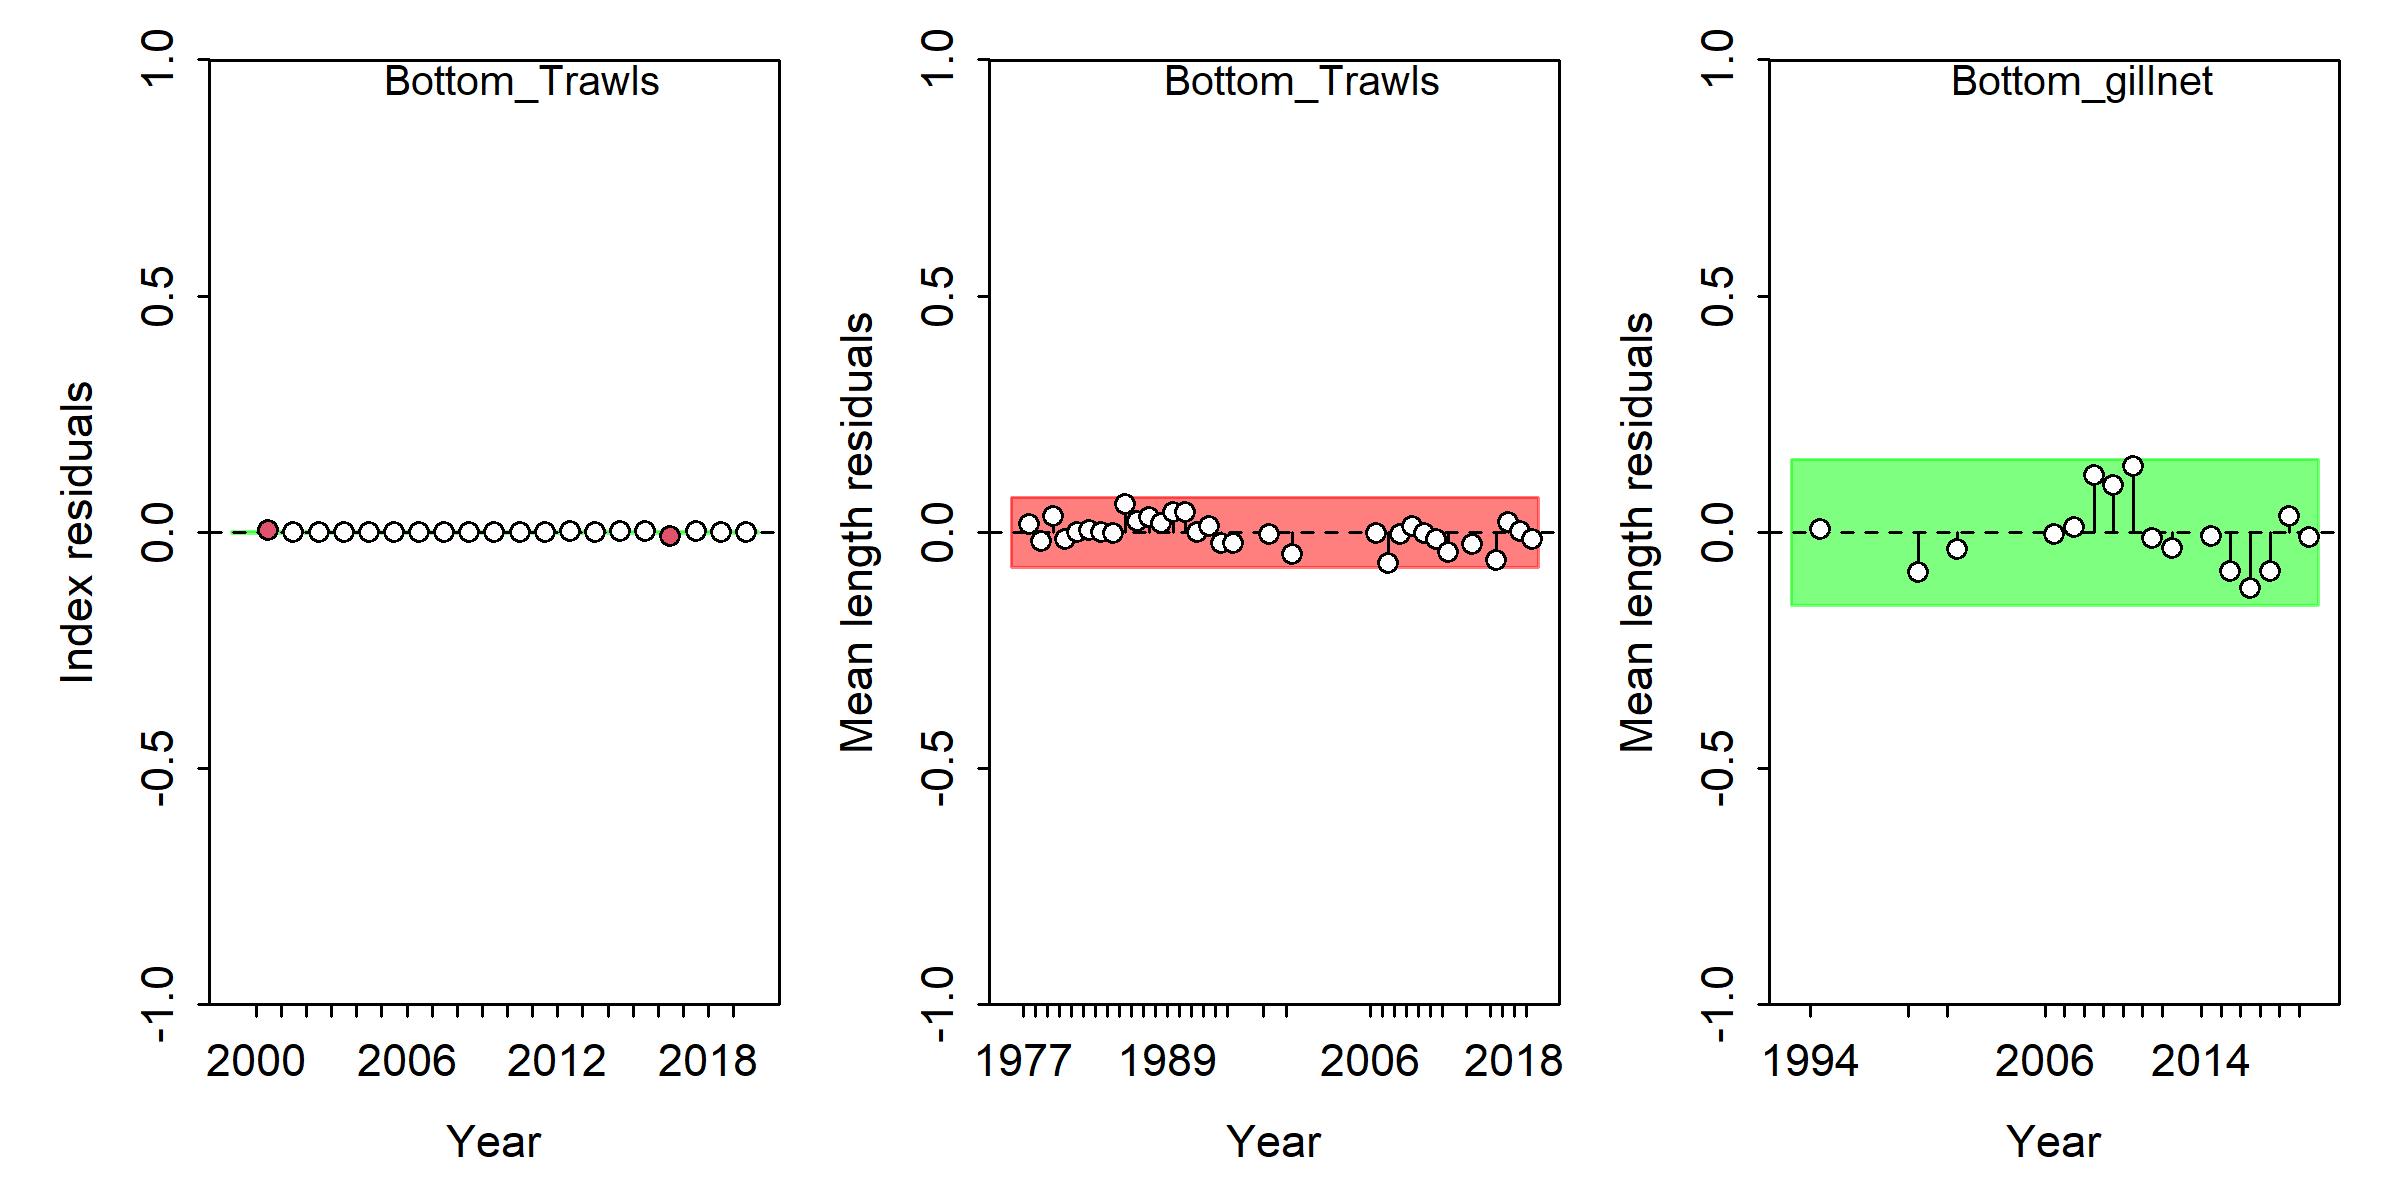 Bottom_Trawls
Index residuals
1.0
0.5
0.0
-0.5
-1.0
2000 2006 2012 2018
Year
Bottom_Trawls
Mean length residuals
1.0
0.5
0.0
-0.5
-1.0
1977 1989 2006 2018
Year
Bottom_gillnet
Mean length residuals
1.0
0.5
0.0
-0.5
-1.0
1994 2006 2014
Year